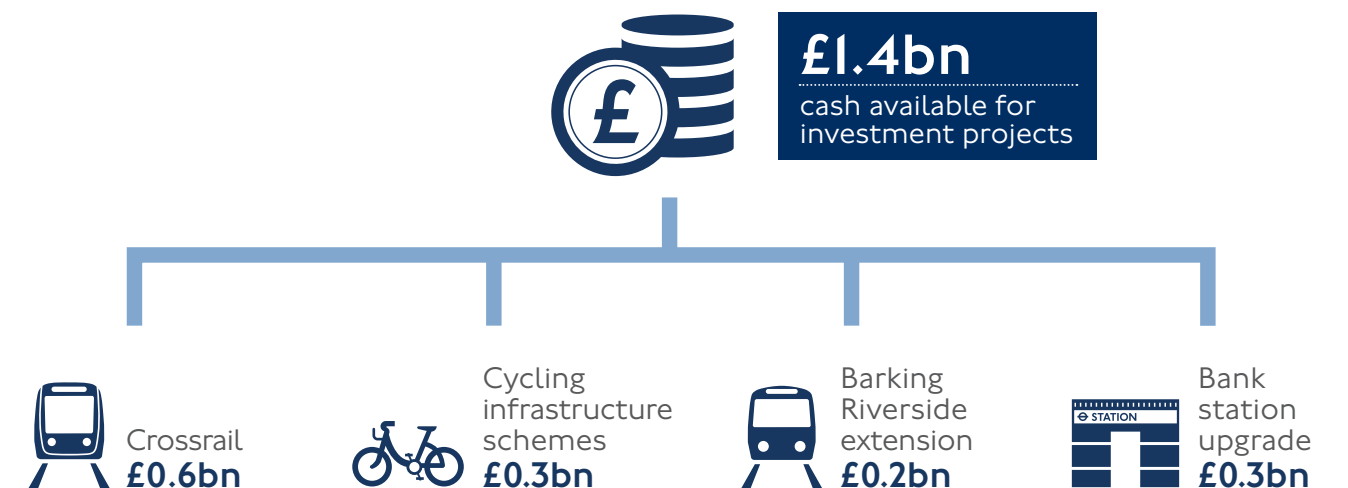 £
£1.4bn
cash available for
investment projects
Crossrail
£0.6bn
Cycling
infrastructure
schemes
£0.3bn
Barking
Riverside
extension
£0.2bn
STATION
Bank
station
upgrade
£0.3bn